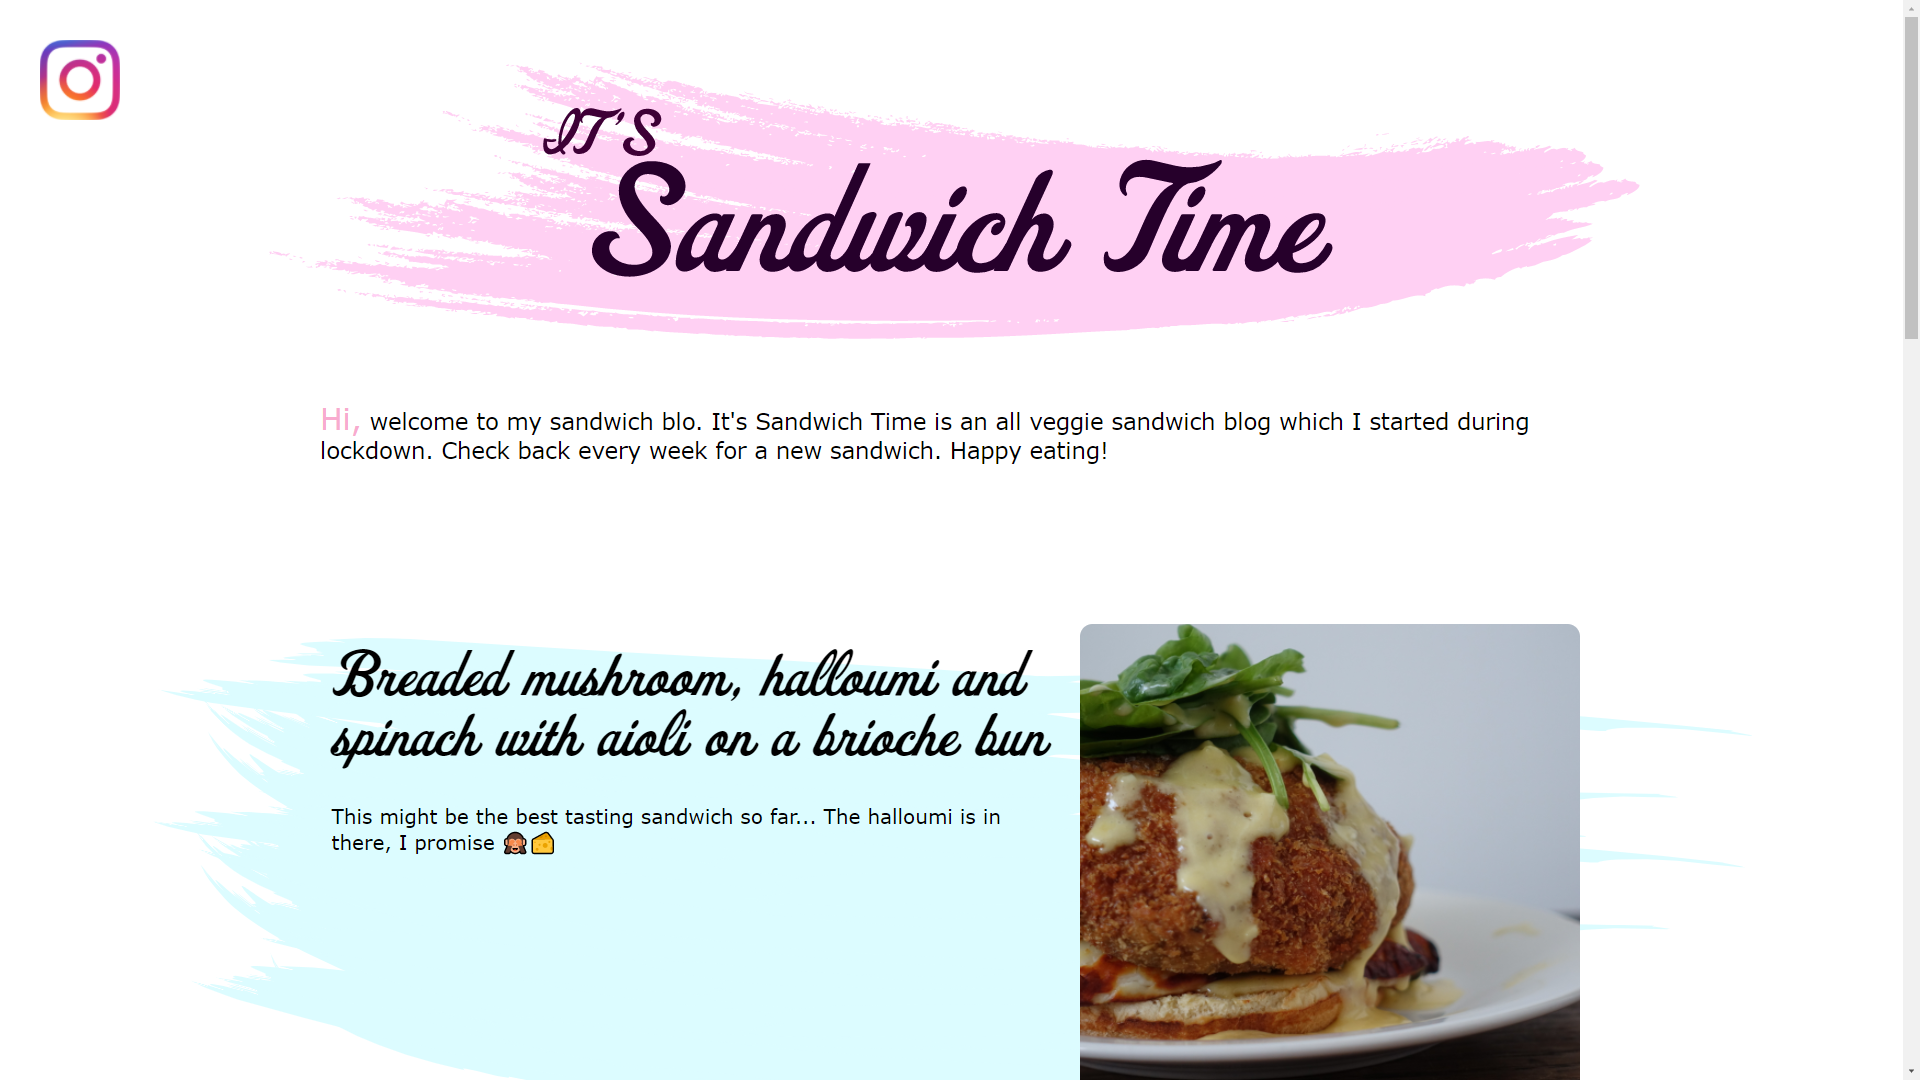 IT'S
Sandwich Time
Hi, welcome to my sandwich blo. It's Sandwich Time is an all veggie sandwich blog which I started during
lockdown. Check back every week for a new sandwich. Happy eating!
Breaded mushroom, halloumi and
spinach with aioli on a brioche bun
This might be the best tasting sandwich so far... The halloumi is in
there, I promise 🙈🧀